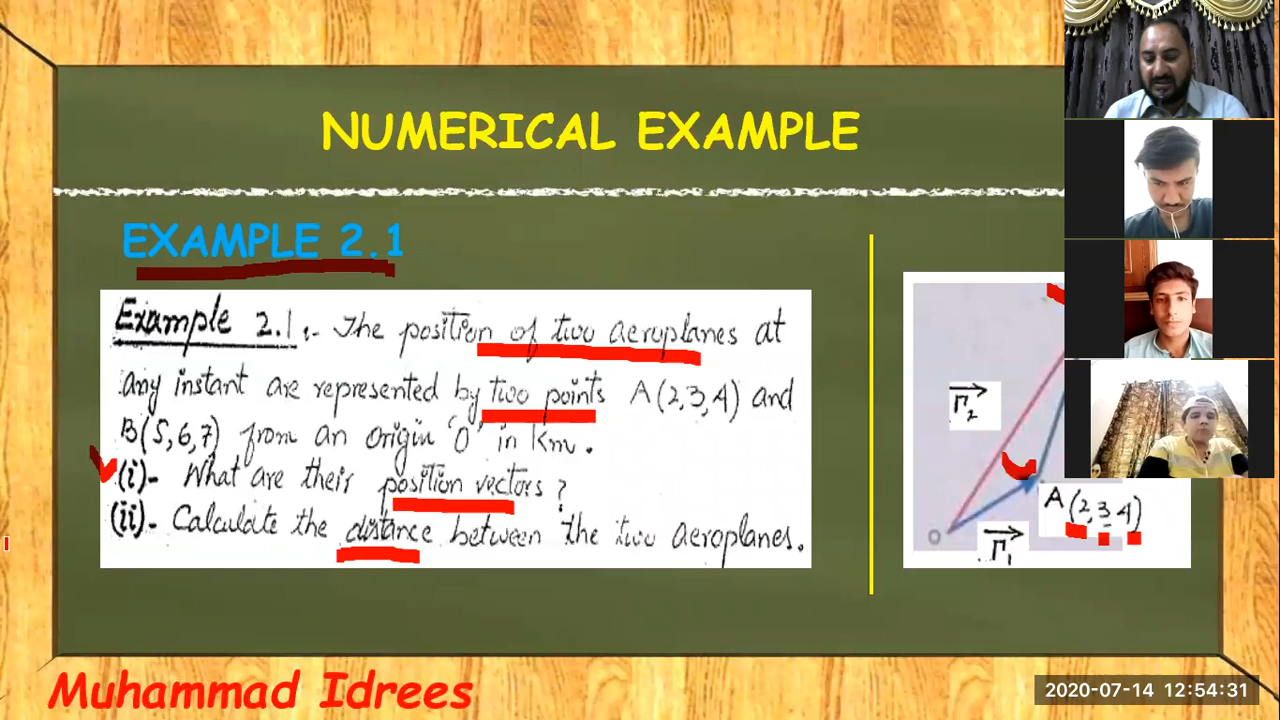 NUMERICAL EXAMPLE
EXAMPLE 2.1
Example 2.1:- The position of two aeroplanes at
any instant are represented by two points A(2,3,4) and
B(5,6,7) from an origin 'O' in Km.
(i)- What are their position vectors?
(ii)- Calculate the distance between the two aeroplanes.
r₂
A(2,3,4)
O
r₁
Muhammad Idrees
2020-07-14 12:54:31